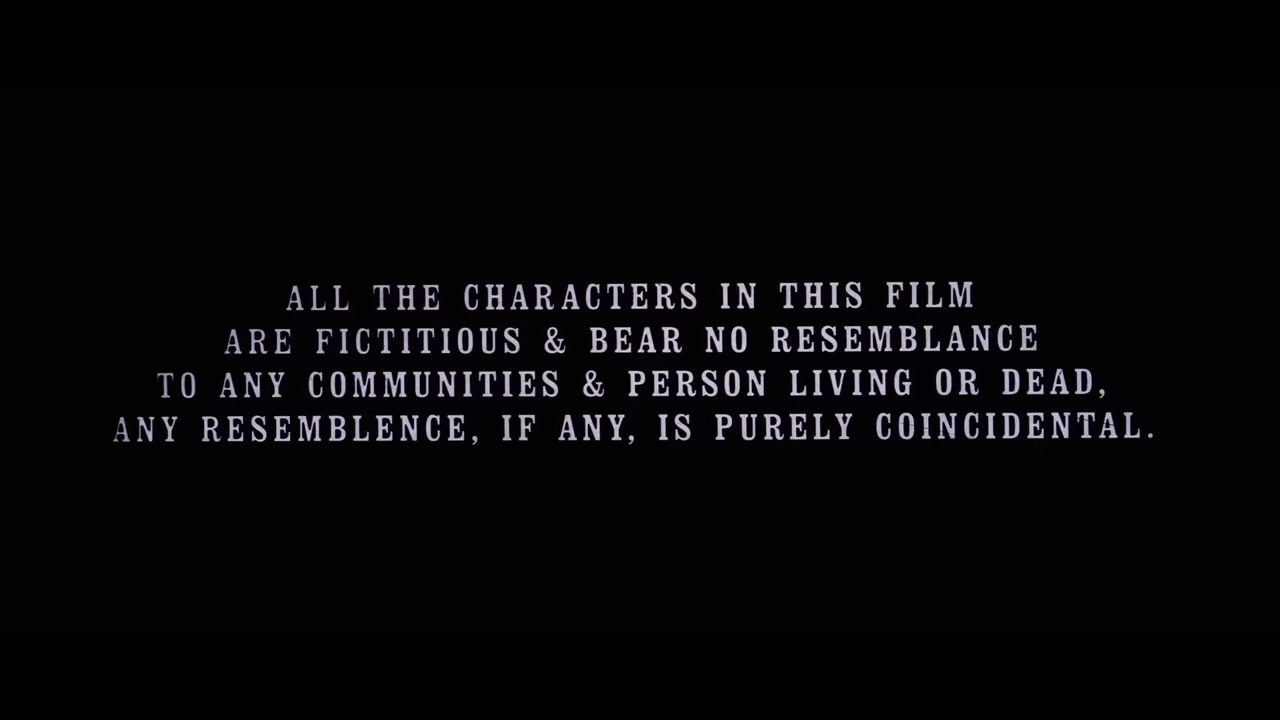 ALL THE CHARACTERS IN THIS FILM
ARE FICTITIOUS & BEAR NO RESEMBLANCE
TO ANY COMMUNITIES & PERSON LIVING OR DEAD,
ANY RESEMBLENCE, IF ANY, IS PURELY COINCIDENTAL.